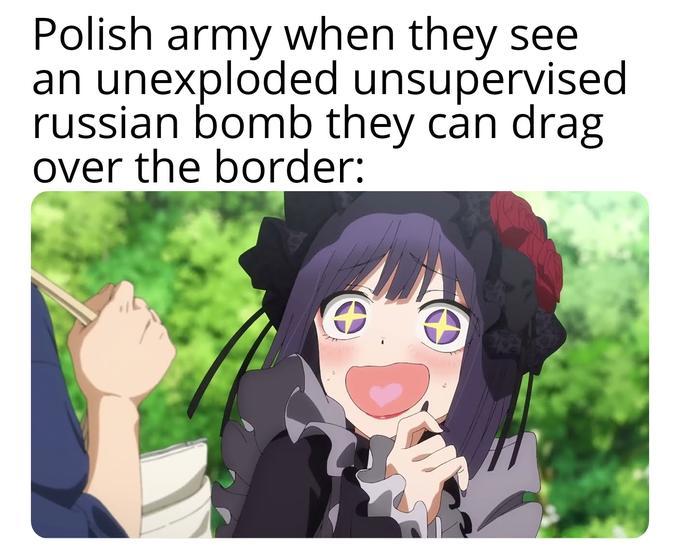 Polish army when they see
an unexploded unsupervised
russian bomb they can drag
over the border: